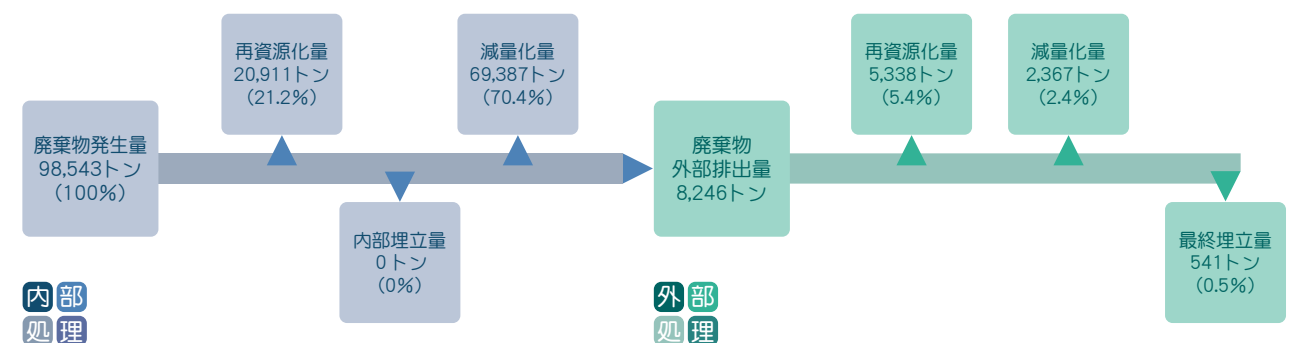 廃棄物発生量
98,543トン
(100%)
再資源化量
20,911トン
(21.2%)
内部埋立量
0トン
(0%)
減量化量
69,387トン
(70.4%)
内部
処理
廃棄物
外部排出量
8,246トン
再資源化量
5,338トン
(5.4%)
減量化量
2,367トン
(2.4%)
最終埋立量
541トン
(0.5%)
外部
処理